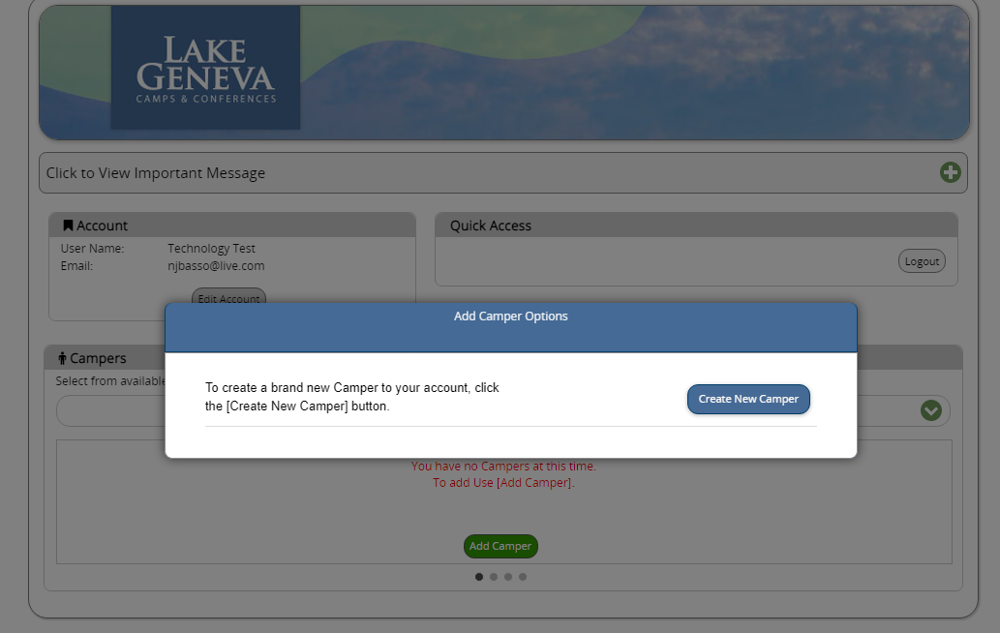 LAKE
GENEVA
CAMPS & CONFERENCES
Click to View Important Message
Account
User Name: Technology Test
Email: njbasso@live.com
Edit Account
Quick Access
Logout
Add Camper Options
To create a brand new Camper to your account, click
the [Create New Camper] button.
Create New Camper
Campers
Select from available
You have no Campers at this time.
To add Use [Add Camper].
Add Camper